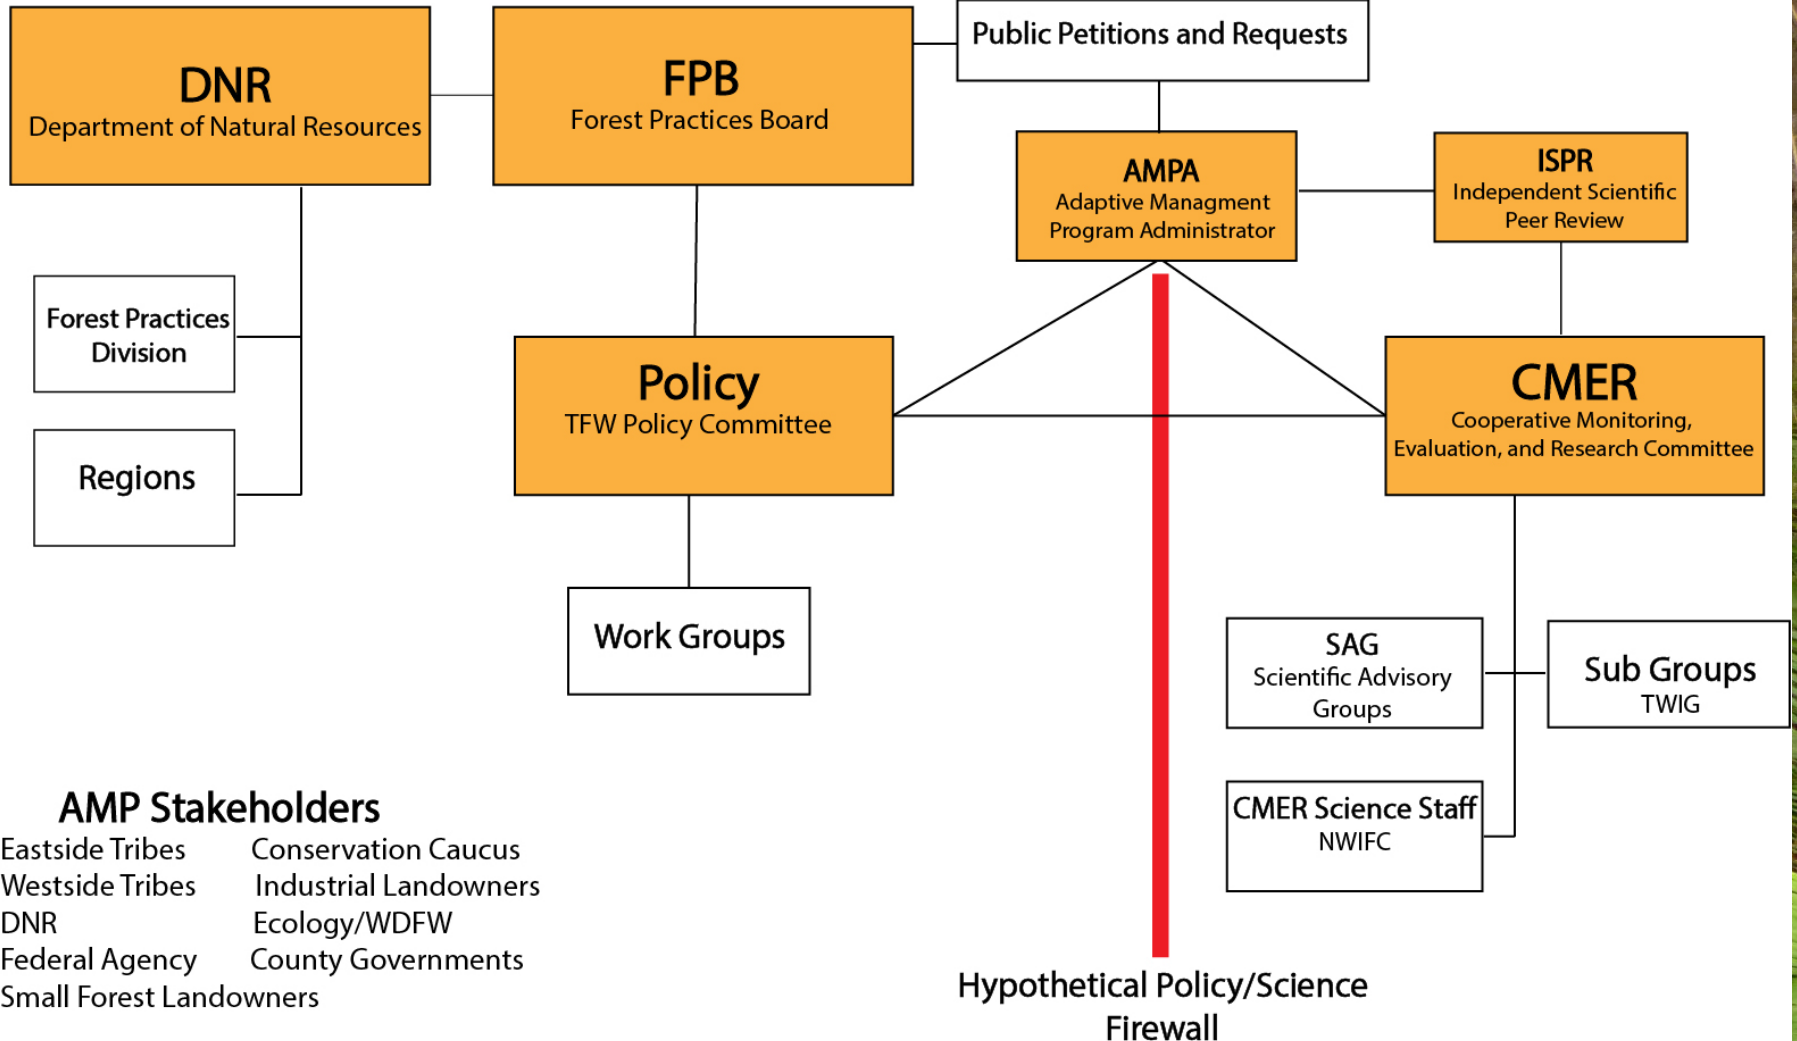 DNR
Department of Natural Resources
FPB
Forest Practices Board
Public Petitions and Requests
AMPA
Adaptive Managment
Program Administrator
ISPR
Independent Scientific
Peer Review
Forest Practices
Division
Regions
Policy
TFW Policy Committee
CMER
Cooperative Monitoring,
Evaluation, and Research Committee
Work Groups
SAG
Scientific Advisory
Groups
Sub Groups
TWIG
CMER Science Staff
NWIFC
AMP Stakeholders
Eastside Tribes Conservation Caucus
Westside Tribes Industrial Landowners
DNR Ecology/WDFW
Federal Agency County Governments
Small Forest Landowners
Hypothetical Policy/Science
Firewall